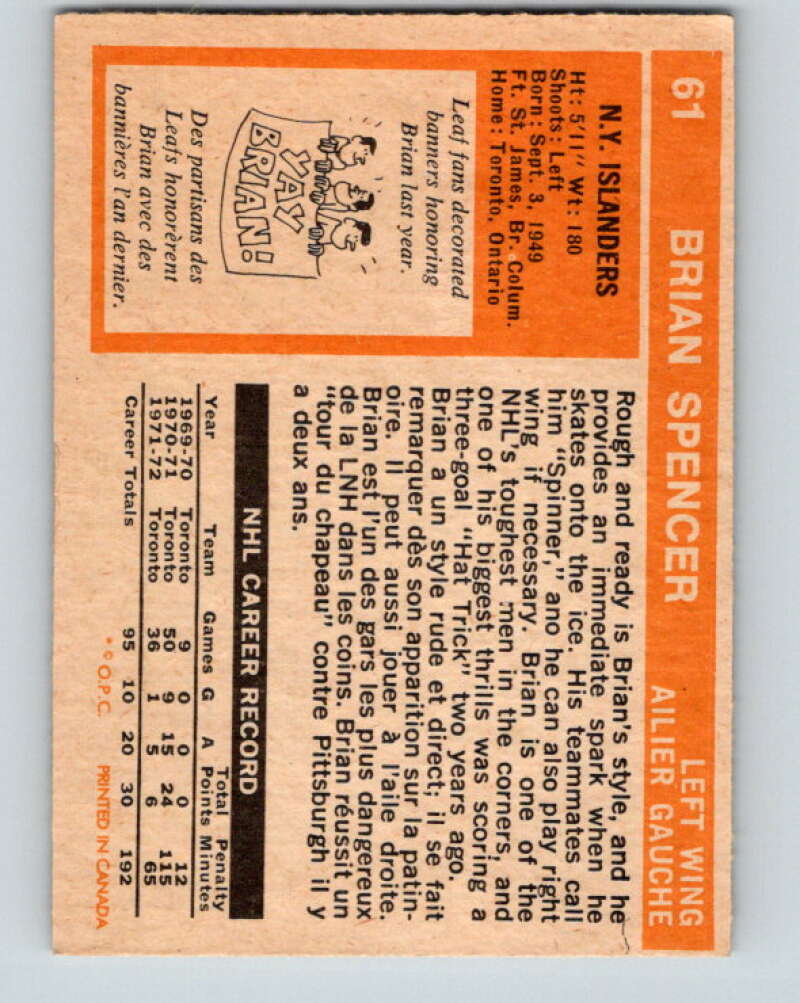 61
BRIAN SPENCER
LEFT WING
AILIER GAUCHE
N.Y. ISLANDERS
Ht: 5'11" Wt: 180
Shoots: Left
Born: Sept. 3, 1949
Ft. St. James, Br. Colum.
Home: Toronto, Ontario
Leaf fans decorated
banners honoring
Brian last year.
YAY
BRIAN!
Des partisans des
Leafs honorèrent
Brian avec des
bannières l'an dernier.
Rough and ready is Brian's style, and he
provides an immediate spark when he
skates onto the ice. His teammates call
him "Spinner," ano he can also play right
wing if necessary. Brian is one of the
NHL's toughest men in the corners, and
one of his biggest thrills was scoring a
three-goal "Hat Trick" two years ago.
Brian a un style rude et direct; il se fait
remarquer dès son apparition sur la patin-
oire. Il peut aussi jouer à l'aile droite.
Brian est l'un des gars les plus dangereux
de la LNH dans les coins. Brian réussit un
"tour du chapeau" contre Pittsburgh il y
a deux ans.
NHL CAREER RECORD
Year Team Games G A Total Points Penalty Minutes
1969-70 Toronto 9 0 0 0 12
1970-71 Toronto 50 9 15 24 115
1971-72 Toronto 36 1 5 6 65
Career Totals 95 10 20 30 192
* © O.P.C. PRINTED IN CANADA